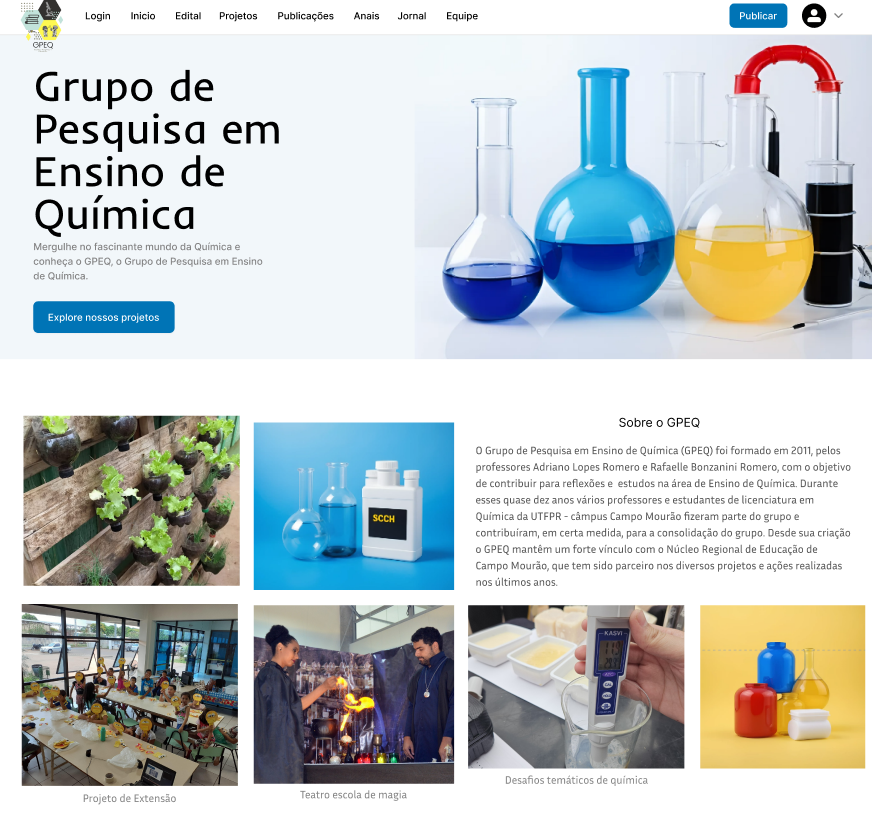 GPEQ
Login Inicio Edital Projetos Publicações Anais Jornal Equipe
Publicar
Grupo de
Pesquisa em
Ensino de
Química
Mergulhe no fascinante mundo da Química e
conheça o GPEQ, o Grupo de Pesquisa em Ensino
de Química.
Explore nossos projetos
SCCH
Sobre o GPEQ
O Grupo de Pesquisa em Ensino de Química (GPEQ) foi formado em 2011, pelos
professores Adriano Lopes Romero e Rafaelle Bonzanini Romero, com o objetivo
de contribuir para reflexões e estudos na área de Ensino de Química. Durante
esses quase dez anos vários professores e estudantes de licenciatura em
Química da UTFPR - câmpus Campo Mourão fizeram parte do grupo e
contribuíram, em certa medida, para a consolidação do grupo. Desde sua criação
o GPEQ mantêm um forte vínculo com o Núcleo Regional de Educação de
Campo Mourão, que tem sido parceiro nos diversos projetos e ações realizadas
nos últimos anos.
KASVI
Projeto de Extensão
Teatro escola de magia
Desafios temáticos de química